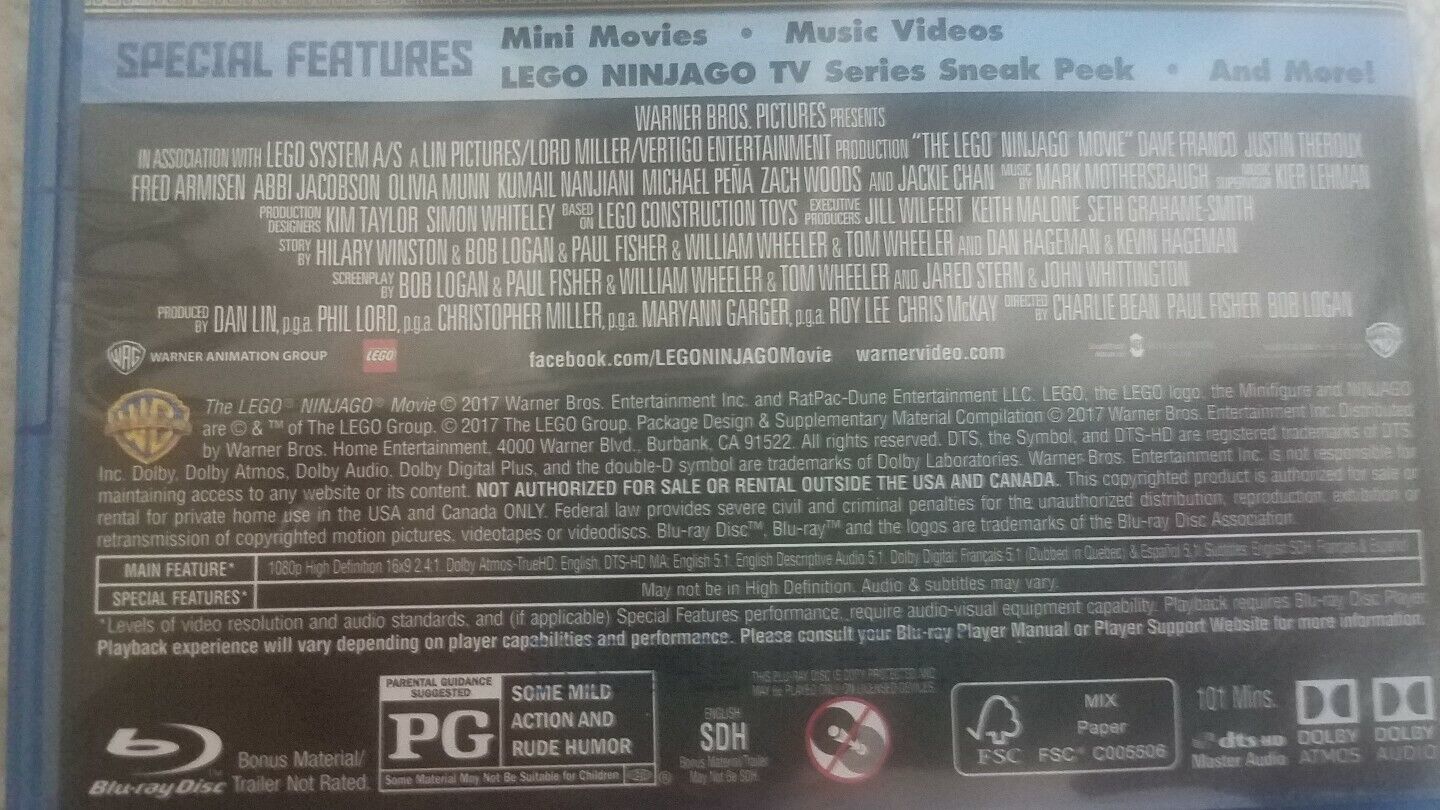 SPECIAL FEATURES
Mini Movies • Music Videos
LEGO NINJAGO TV Series Sneak Peek • And More!
WARNER BROS. PICTURES PRESENTS
IN ASSOCIATION WITH LEGO SYSTEM A/S A LIN PICTURES/LORD MILLER/VERTIGO ENTERTAINMENT PRODUCTION "THE LEGO NINJAGO MOVIE" DAVE FRANCO JUSTIN THEROUX
FRED ARMISEN ABBI JACOBSON OLIVIA MUNN KUMAIL NANJIANI MICHAEL PEÑA ZACH WOODS AND JACKIE CHAN MUSIC BY MARK MOTHERSBAUGH MUSIC SUPERVISOR KIER LEHMAN
PRODUCTION DESIGNERS KIM TAYLOR SIMON WHITELEY BASED ON LEGO CONSTRUCTION TOYS EXECUTIVE PRODUCERS JILL WILFERT KEITH MALONE SETH GRAHAME-SMITH
STORY BY HILARY WINSTON & BOB LOGAN & PAUL FISHER & WILLIAM WHEELER & TOM WHEELER AND DAN HAGEMAN & KEVIN HAGEMAN
SCREENPLAY BY BOB LOGAN & PAUL FISHER & WILLIAM WHEELER & TOM WHEELER AND JARED STERN & JOHN WHITTINGTON
PRODUCED BY DAN LIN, p.g.a. PHIL LORD, p.g.a. CHRISTOPHER MILLER, p.g.a. MARYANN GARGER, p.g.a. ROY LEE CHRIS McKAY DIRECTED BY CHARLIE BEAN PAUL FISHER BOB LOGAN
WAG WARNER ANIMATION GROUP LEGO facebook.com/LEGONINJAGOMovie warnervideo.com
The LEGO® NINJAGO® Movie © 2017 Warner Bros. Entertainment Inc. and RatPac-Dune Entertainment LLC. LEGO, the LEGO logo, the Minifigure and NINJAGO
are © & ™ of The LEGO Group. © 2017 The LEGO Group. Package Design & Supplementary Material Compilation © 2017 Warner Bros. Entertainment Inc. Distributed
by Warner Bros. Home Entertainment, 4000 Warner Blvd., Burbank, CA 91522. All rights reserved. DTS, the Symbol, and DTS-HD are registered trademarks of DTS,
Inc. Dolby, Dolby Atmos, Dolby Audio, Dolby Digital Plus, and the double-D symbol are trademarks of Dolby Laboratories. Warner Bros. Entertainment Inc. is not responsible for
maintaining access to any website or its content. NOT AUTHORIZED FOR SALE OR RENTAL OUTSIDE THE USA AND CANADA. This copyrighted product is authorized for sale or
rental for private home use in the USA and Canada ONLY. Federal law provides severe civil and criminal penalties for the unauthorized distribution, reproduction, exhibition or
retransmission of copyrighted motion pictures, videotapes or videodiscs. Blu-ray Disc™, Blu-ray™ and the logos are trademarks of the Blu-ray Disc Association.
MAIN FEATURE* 1080p High Definition 16x9 2.4:1. Dolby Atmos-TrueHD: English. DTS-HD MA: English 5.1. English Descriptive Audio 5.1. Dolby Digital: Français 5.1 (Dubbed in Quebec) & Español 5.1. Subtitles: English SDH, Français & Español
SPECIAL FEATURES* May not be in High Definition. Audio & subtitles may vary.
*Levels of video resolution and audio standards, and (if applicable) Special Features performance, require audio-visual equipment capability. Playback requires Blu-ray Disc Player.
Playback experience will vary depending on player capabilities and performance. Please consult your Blu-ray Player Manual or Player Support Website for more information.
Blu-ray Disc
Bonus Material/
Trailer Not Rated.
PARENTAL GUIDANCE SUGGESTED
PG
SOME MILD
ACTION AND
RUDE HUMOR
Some Material May Not Be Suitable for Children
THIS BLU-RAY DISC IS COPY PROTECTED AND
MAY BE PLAYED ONLY ON LICENSED DEVICES.
ENGLISH
SDH
Bonus Material/Trailer
May Not Be SDH.
FSC
MIX
Paper
FSC® C005506
101 Mins.
dts-HD
Master Audio
DOLBY
ATMOS
DOLBY
AUDIO